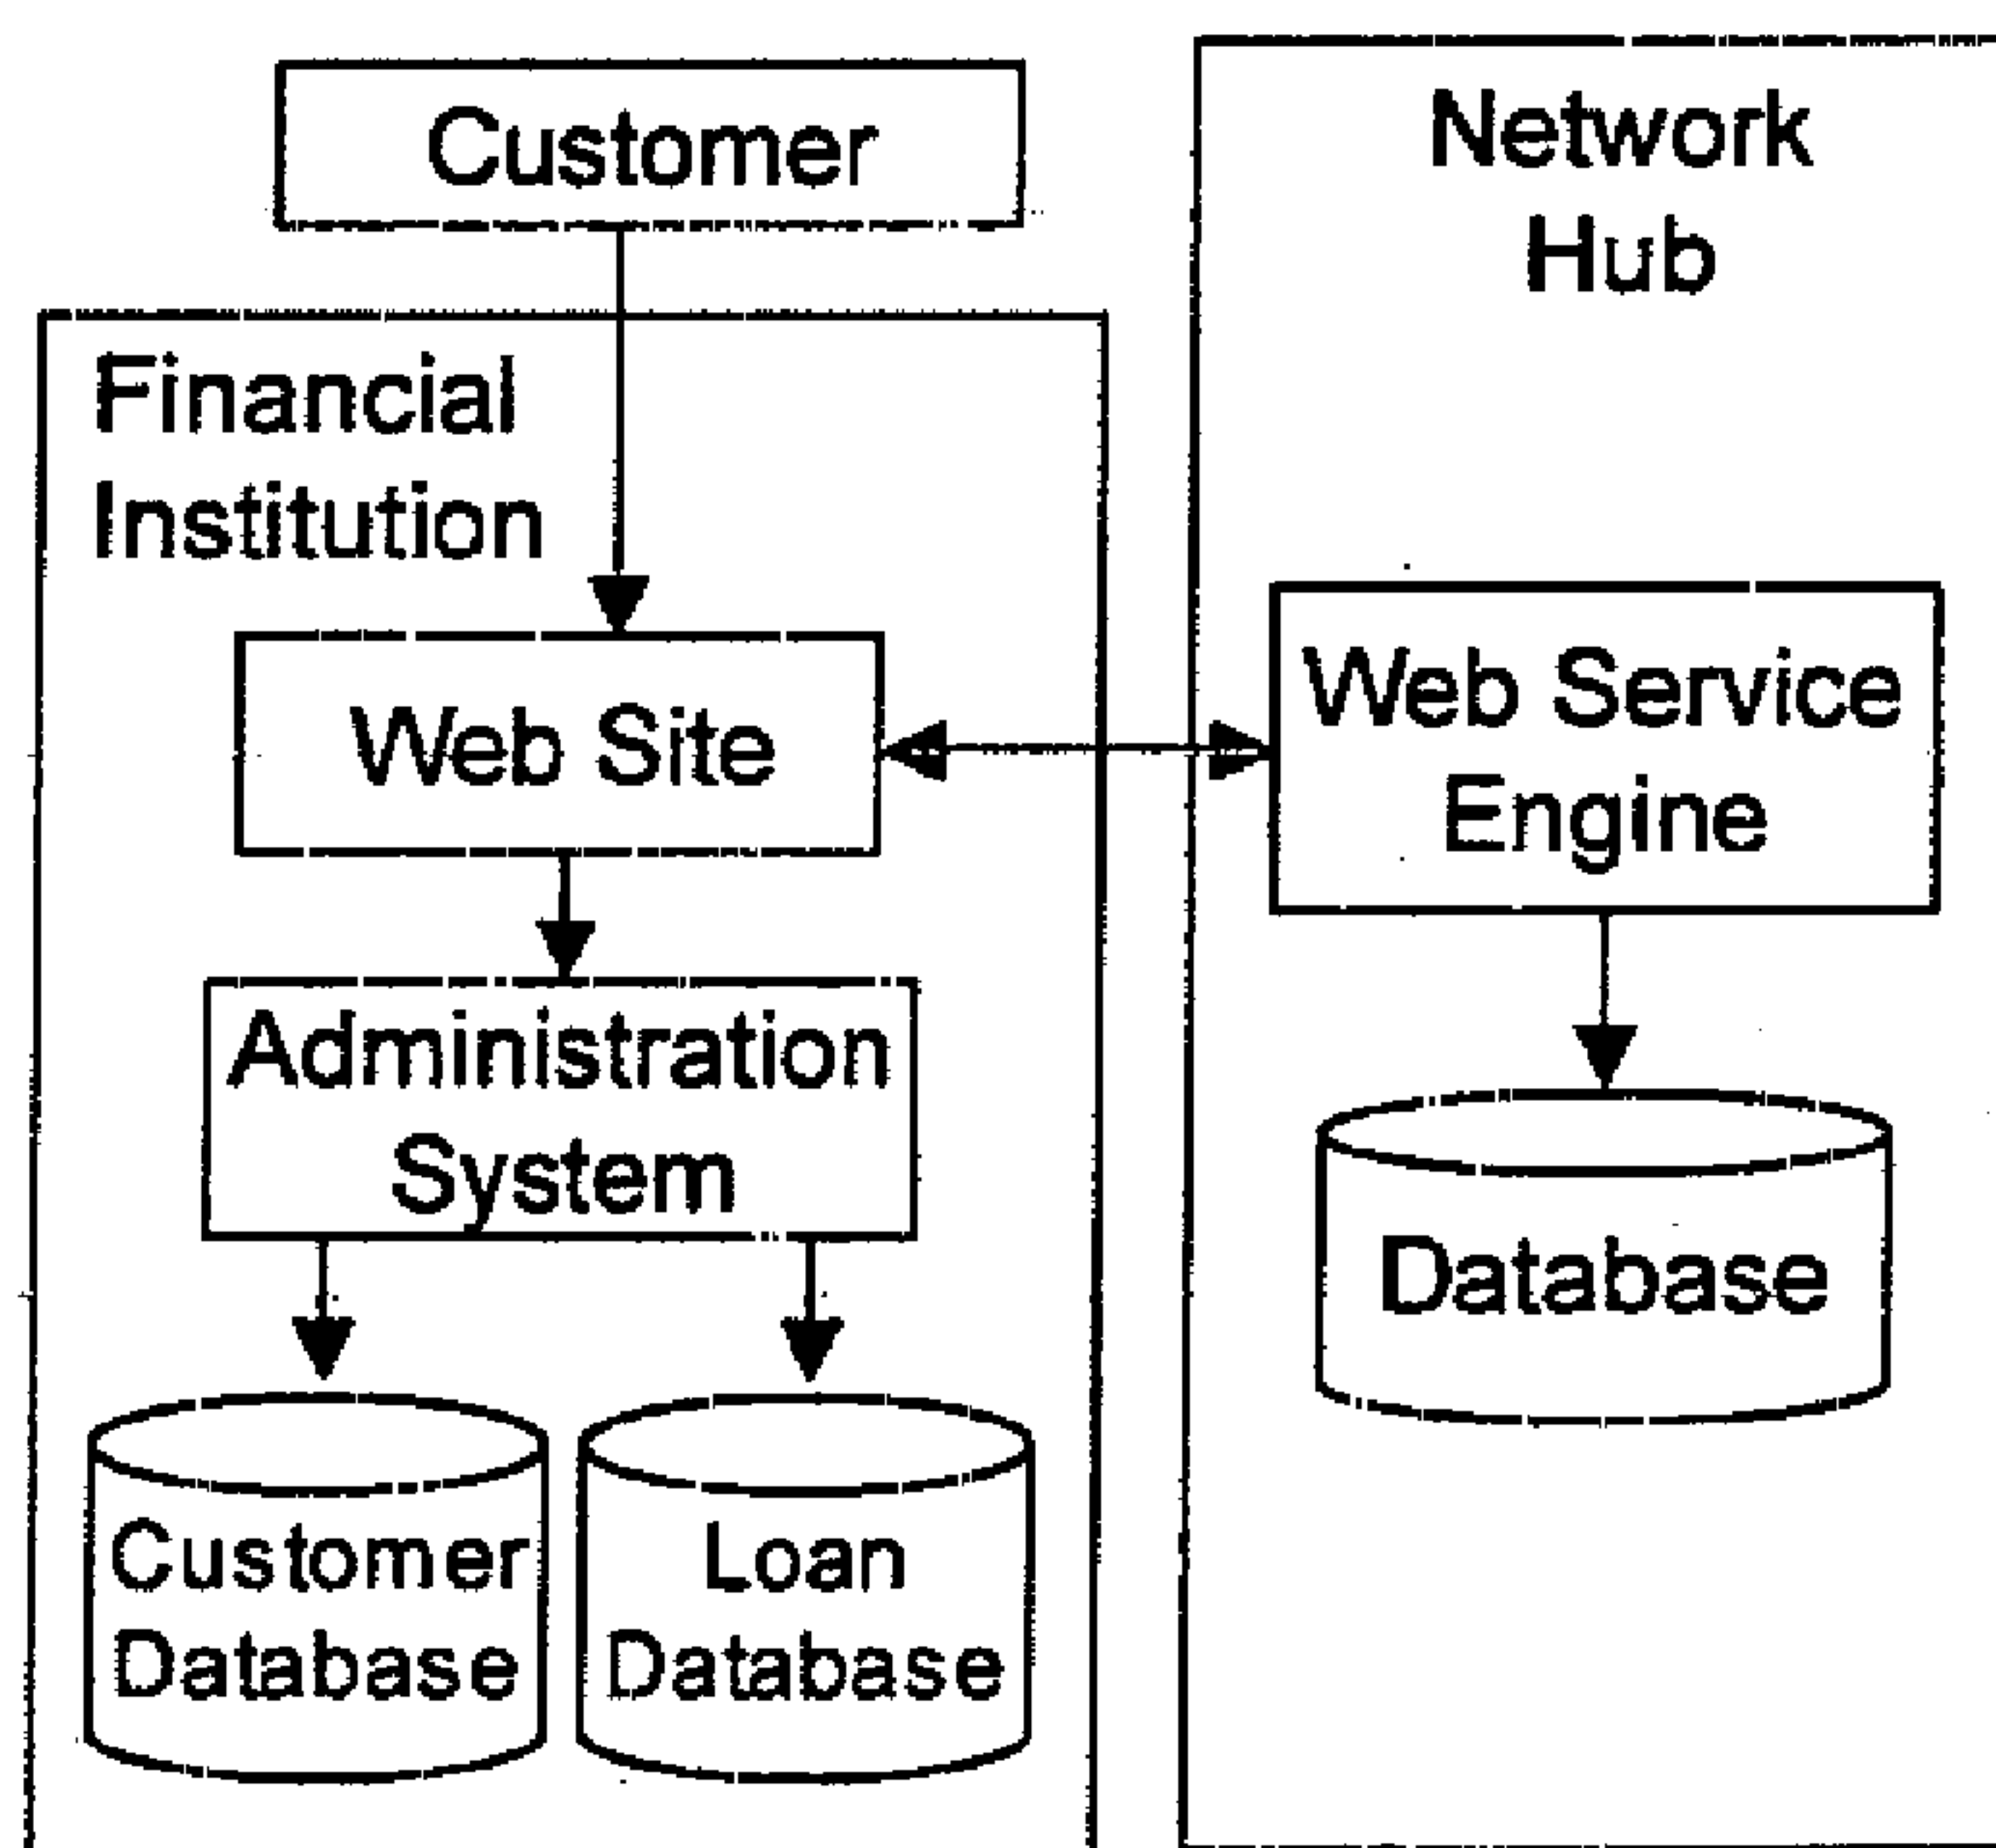 Customer
Financial
Institution
Web Site
Administration
System
Customer
Database
Loan
Database
Network
Hub
Web Service
Engine
Database